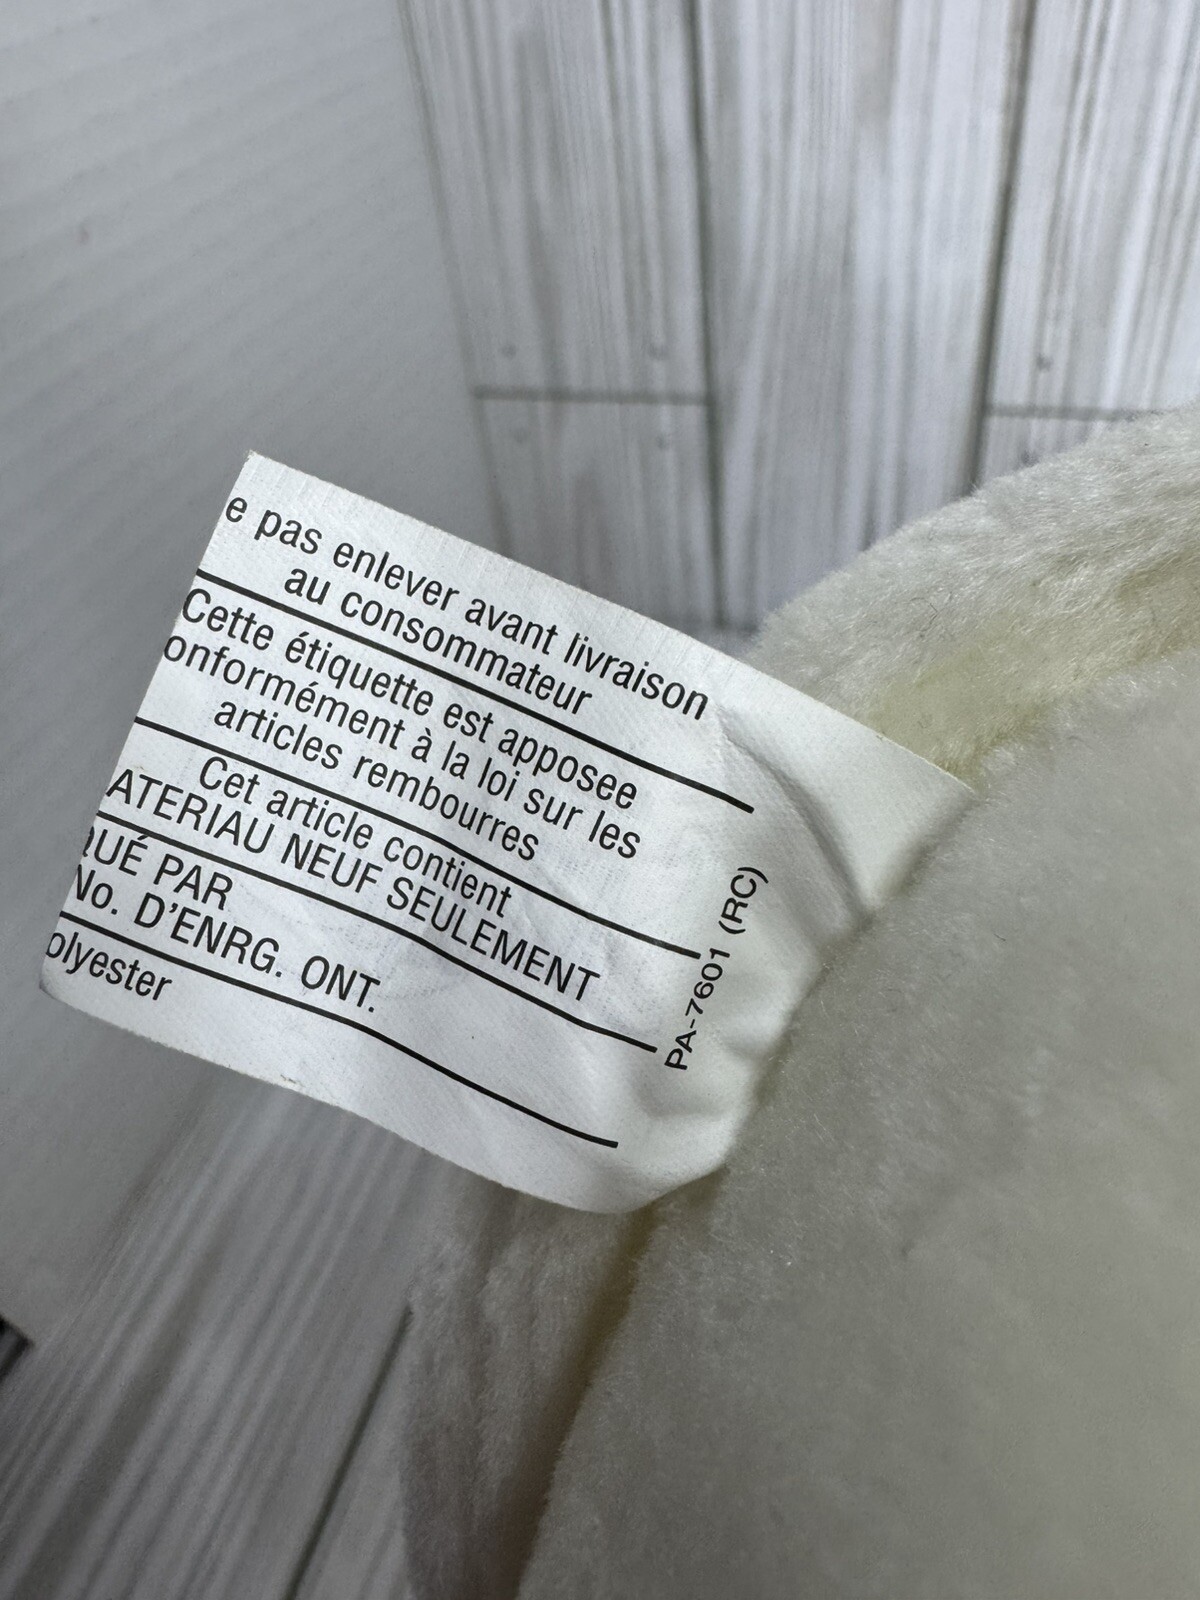 e pas enlever avant livraison
au consommateur
Cette étiquette est apposee
onformément à la loi sur les
articles rembourres
Cet article contient
ATERIAU NEUF SEULEMENT
QUÉ PAR
No. D'ENRG. ONT.
olyester
PA-7601 (RC)